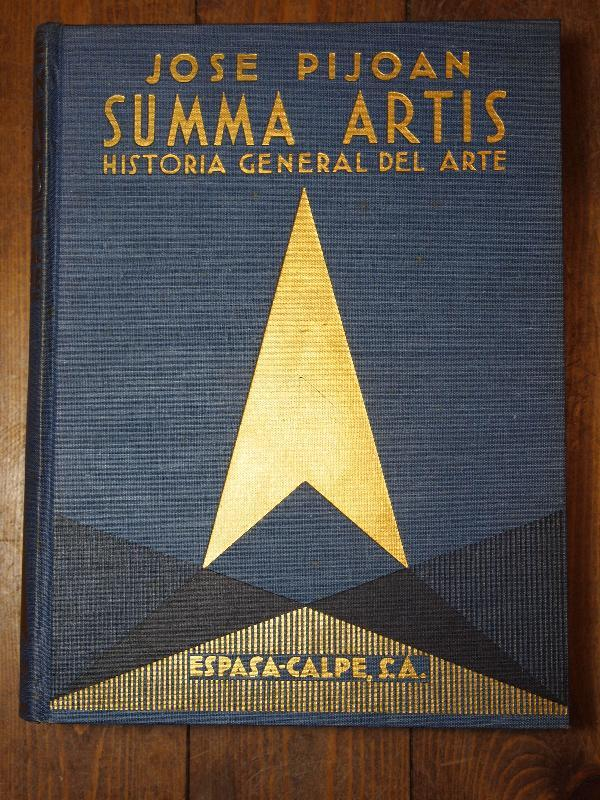 JOSE PIJOAN
SUMMA ARTIS
HISTORIA GENERAL DEL ARTE
ESPASA-CALPE, S.A.